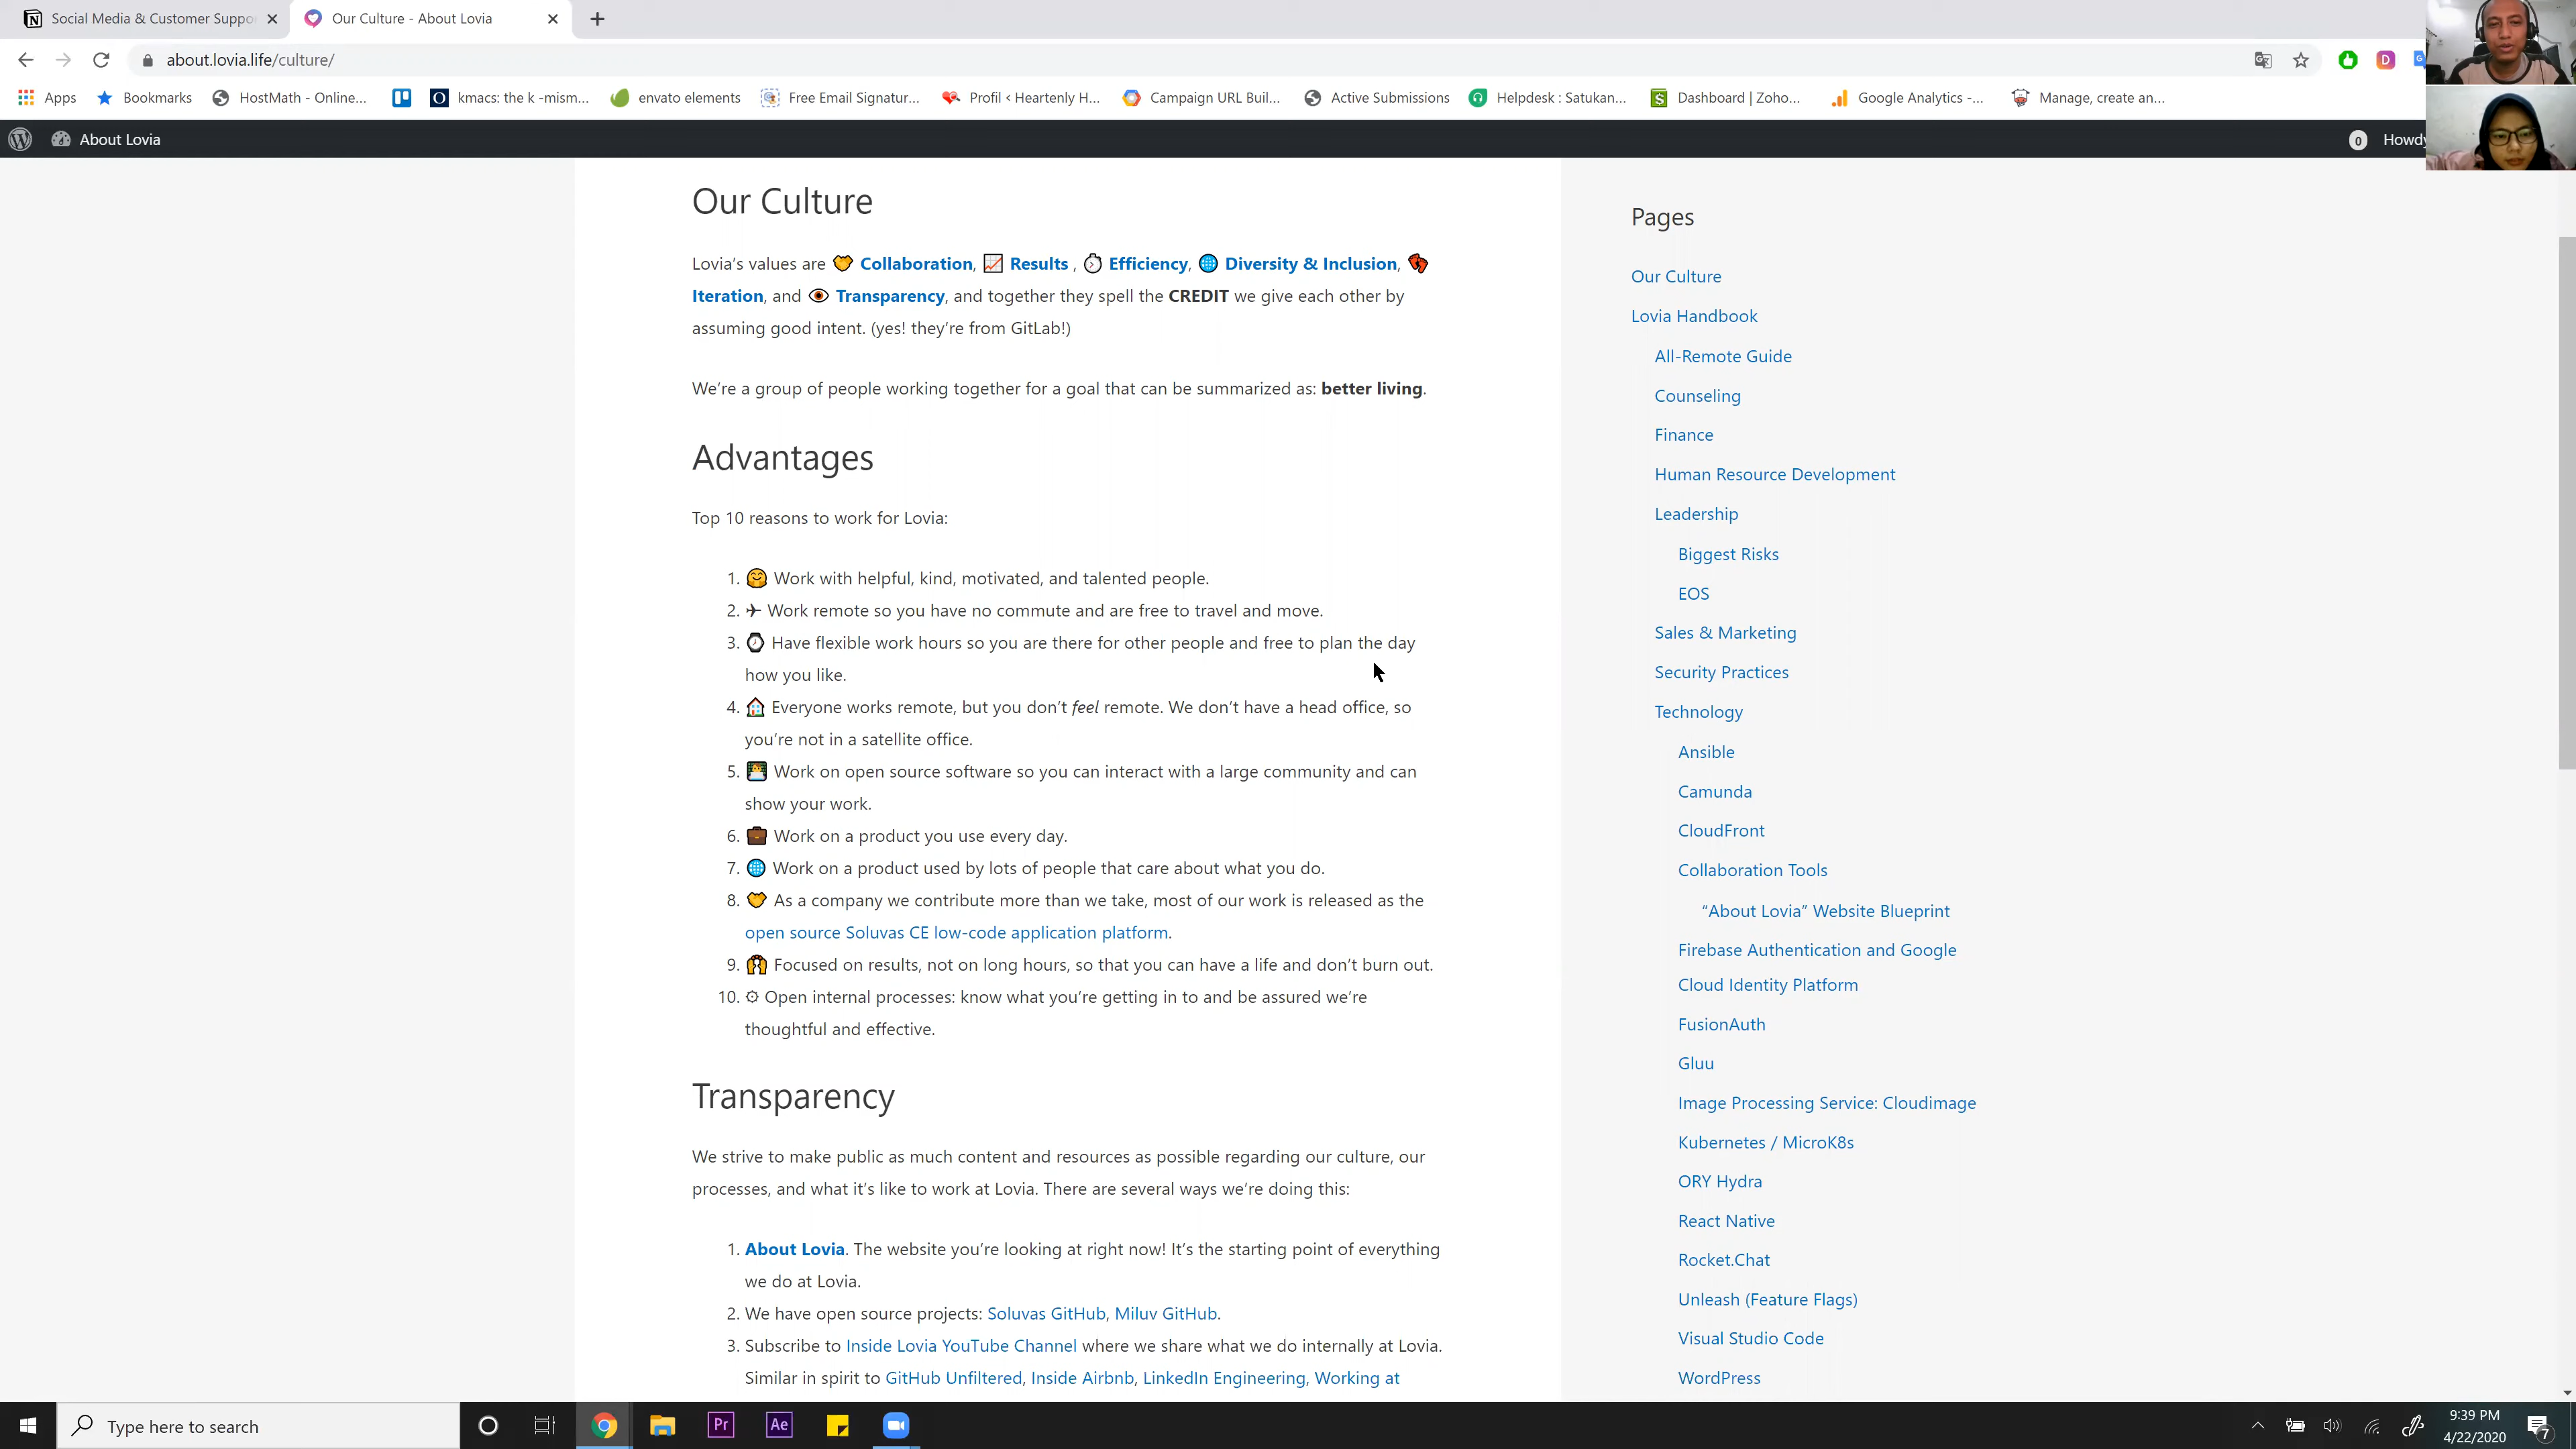 Social Media & Customer Suppo
Our Culture - About Lovia
about.lovia.life/culture/
Apps
Bookmarks
HostMath - Online...
kmacs: the k -mism...
envato elements
Free Email Signatur...
Profil < Heartenly H...
Campaign URL Buil...
Active Submissions
Helpdesk : Satukan...
Dashboard | Zoho...
Google Analytics -...
Manage, create an...
About Lovia
0
Howdy
Our Culture
Lovia's values are Collaboration, Results , Efficiency, Diversity & Inclusion,
Iteration, and Transparency, and together they spell the CREDIT we give each other by
assuming good intent. (yes! they're from GitLab!)
We're a group of people working together for a goal that can be summarized as: better living.
Advantages
Top 10 reasons to work for Lovia:
1. Work with helpful, kind, motivated, and talented people.
2. Work remote so you have no commute and are free to travel and move.
3. Have flexible work hours so you are there for other people and free to plan the day
how you like.
4. Everyone works remote, but you don't feel remote. We don't have a head office, so
you're not in a satellite office.
5. Work on open source software so you can interact with a large community and can
show your work.
6. Work on a product you use every day.
7. Work on a product used by lots of people that care about what you do.
8. As a company we contribute more than we take, most of our work is released as the
open source Soluvas CE low-code application platform.
9. Focused on results, not on long hours, so that you can have a life and don't burn out.
10. Open internal processes: know what you're getting in to and be assured we're
thoughtful and effective.
Transparency
We strive to make public as much content and resources as possible regarding our culture, our
processes, and what it's like to work at Lovia. There are several ways we're doing this:
1. About Lovia. The website you're looking at right now! It's the starting point of everything
we do at Lovia.
2. We have open source projects: Soluvas GitHub, Miluv GitHub.
3. Subscribe to Inside Lovia YouTube Channel where we share what we do internally at Lovia.
Similar in spirit to GitHub Unfiltered, Inside Airbnb, LinkedIn Engineering, Working at
Pages
Our Culture
Lovia Handbook
All-Remote Guide
Counseling
Finance
Human Resource Development
Leadership
Biggest Risks
EOS
Sales & Marketing
Security Practices
Technology
Ansible
Camunda
CloudFront
Collaboration Tools
"About Lovia" Website Blueprint
Firebase Authentication and Google
Cloud Identity Platform
FusionAuth
Gluu
Image Processing Service: Cloudimage
Kubernetes / MicroK8s
ORY Hydra
React Native
Rocket.Chat
Unleash (Feature Flags)
Visual Studio Code
WordPress
Type here to search
Pr
Ae
9:39 PM
4/22/2020
7